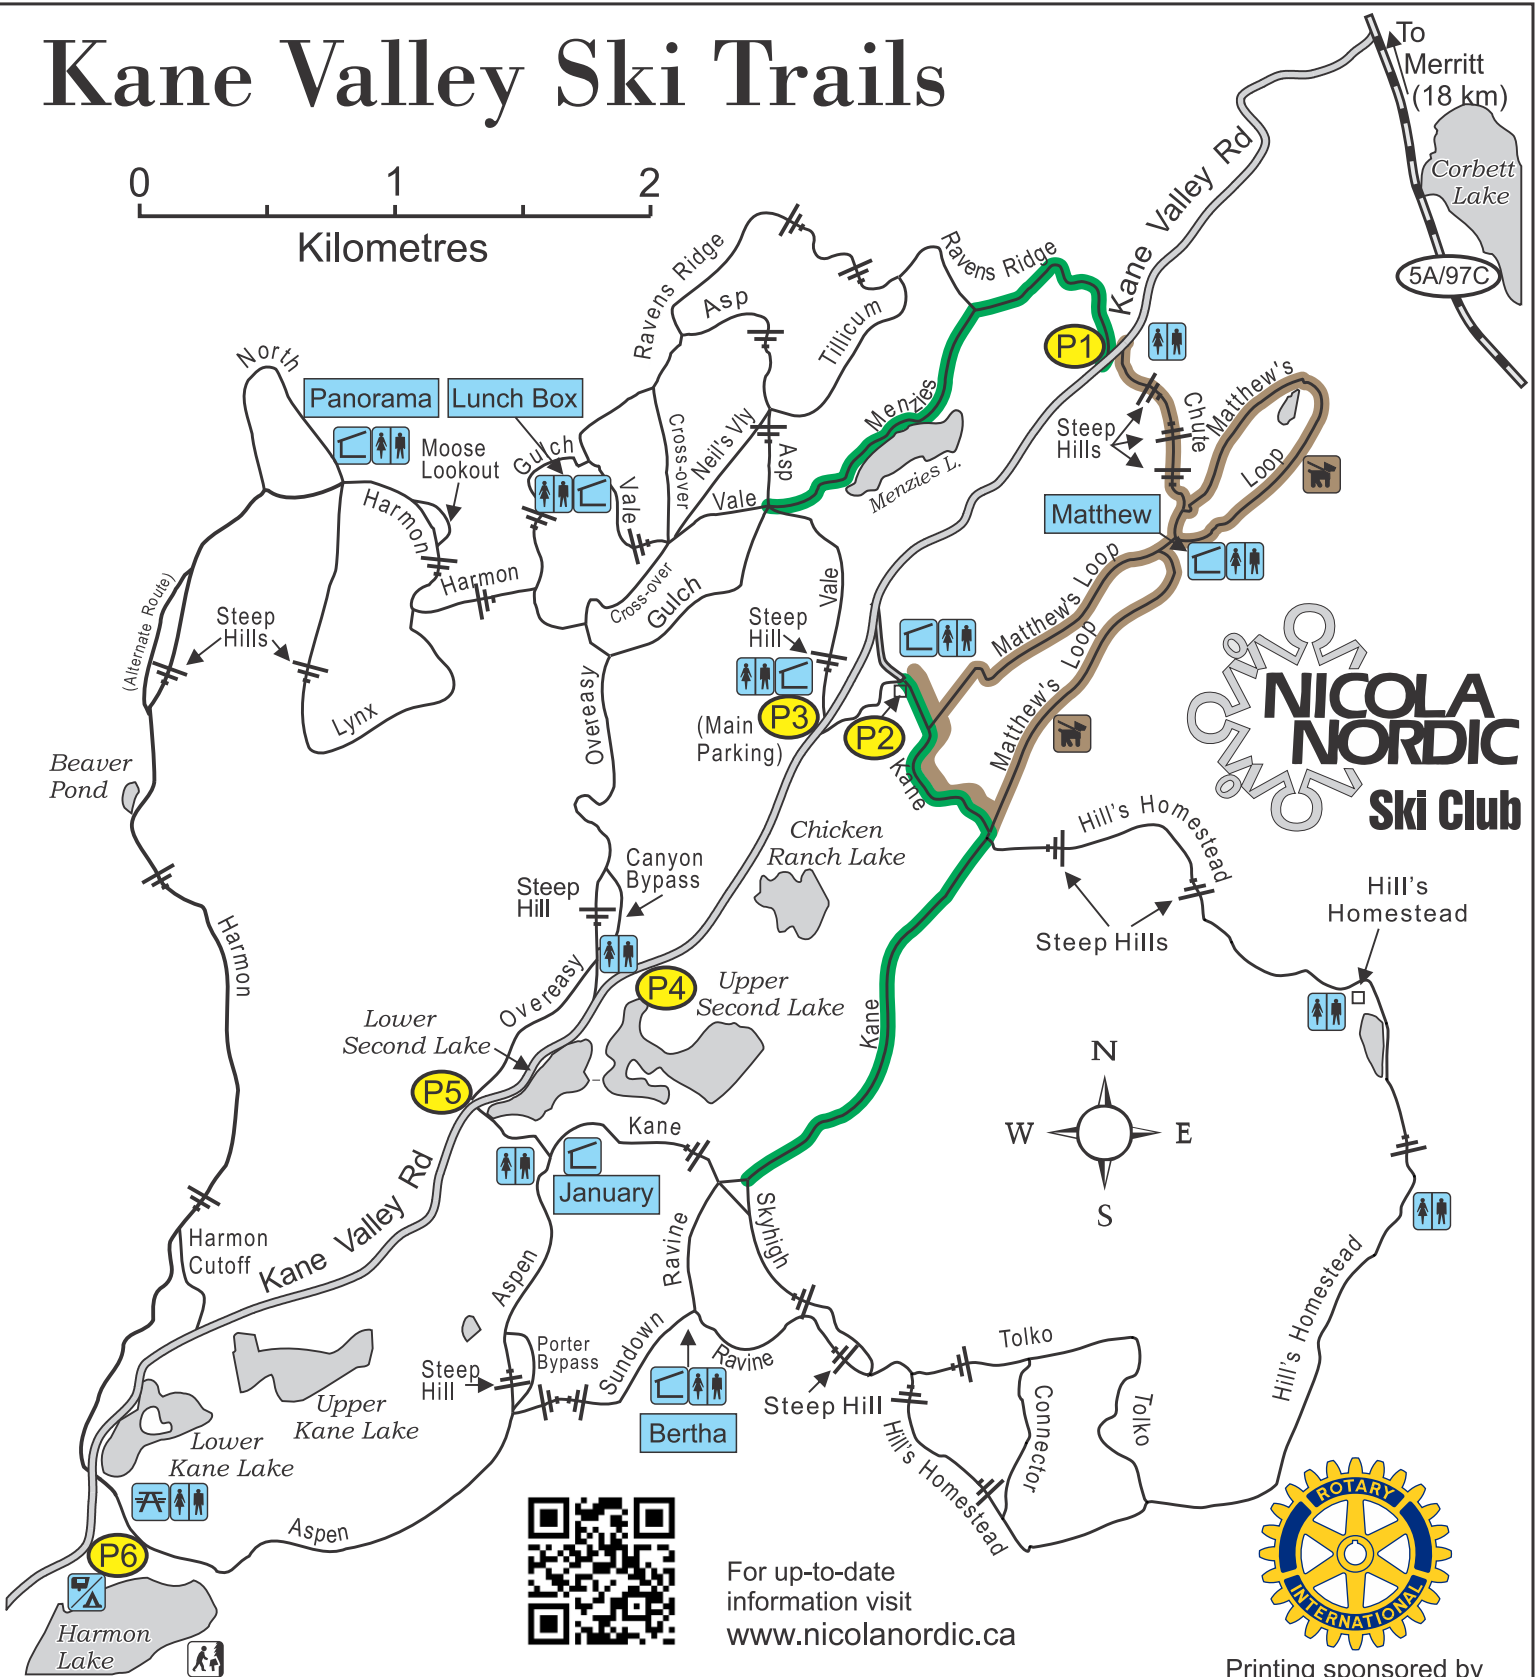 Kane Valley Ski Trails
0 1 2
Kilometres
To
Merritt
(18 km)
Corbett
Lake
5A/97C
Kane Valley Rd
Ravens Ridge
Ravens Ridge
Asp
Tillicum
P1
North
Panorama
Lunch Box
Moose
Lookout
Gulch
Vale
Cross-over
Neil's Vly
Asp
Menzies
Menzies L.
Steep
Hills
Chute
Matthew's
Loop
Matthew
Harmon
Harmon
Vale
Cross-over
Gulch
Vale
Matthew's Loop
Matthew's Loop
(Alternate Route)
Steep
Hills
Steep
Hill
Lynx
Overeasy
P3
(Main
Parking)
P2
Kane
NICOLA
NORDIC
Ski Club
Beaver
Pond
Chicken
Ranch Lake
Hill's Homestead
Canyon
Bypass
Steep
Hill
Hill's
Homestead
Steep Hills
Harmon
Overeasy
P4
Upper
Second Lake
Lower
Second Lake
Kane
P5
N
W E
S
Kane
January
Kane Valley Rd
Harmon
Cutoff
Aspen
Ravine
Skyhigh
Hill's Homestead
Porter
Bypass
Sundown
Ravine
Steep
Hill
Steep Hill
Tolko
Connector
Tolko
Upper
Kane Lake
Bertha
Lower
Kane Lake
Hill's Homestead
Aspen
P6
Harmon
Lake
For up-to-date
information visit
www.nicolanordic.ca
ROTARY
INTERNATIONAL
Printing sponsored by